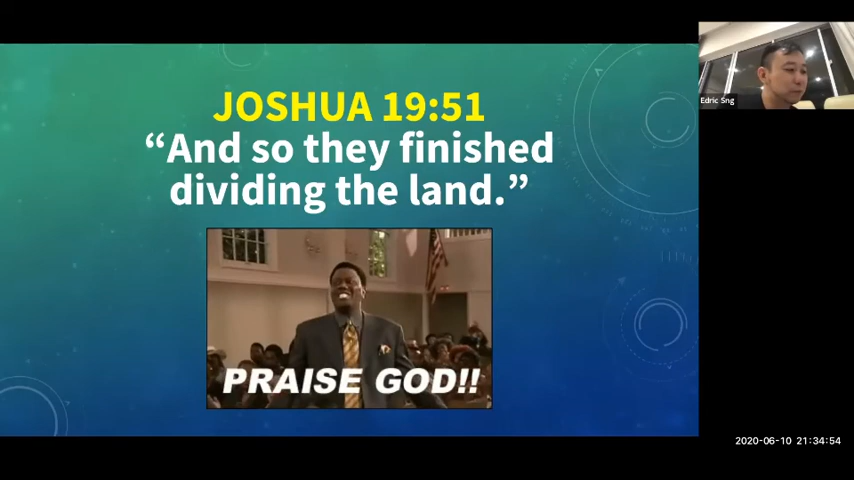 JOSHUA 19:51
“And so they finished
dividing the land.”
PRAISE GOD!!
Edric Sng
2020-06-10 21:34:54